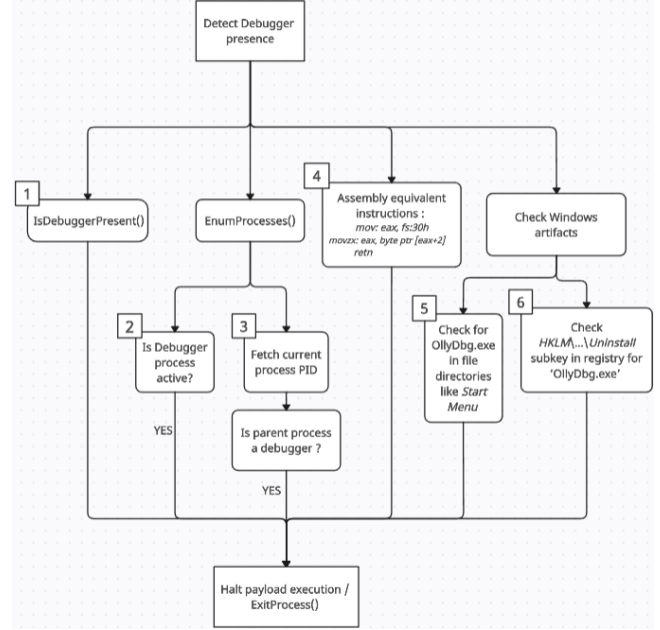 Detect Debugger
presence
1
IsDebuggerPresent()
EnumProcesses()
4
Assembly equivalent
instructions :
mov: eax, fs:30h
movzx: eax, byte ptr [eax+2]
retn
Check Windows
artifacts
2
Is Debugger
process
active?
YES
3
Fetch current
process PID
Is parent process
a debugger ?
YES
5
Check for
OllyDbg.exe
in file
directories
like Start
Menu
6
Check
HKLM\...\Uninstall
subkey in registry for
'OllyDbg.exe'
Halt payload execution /
ExitProcess()